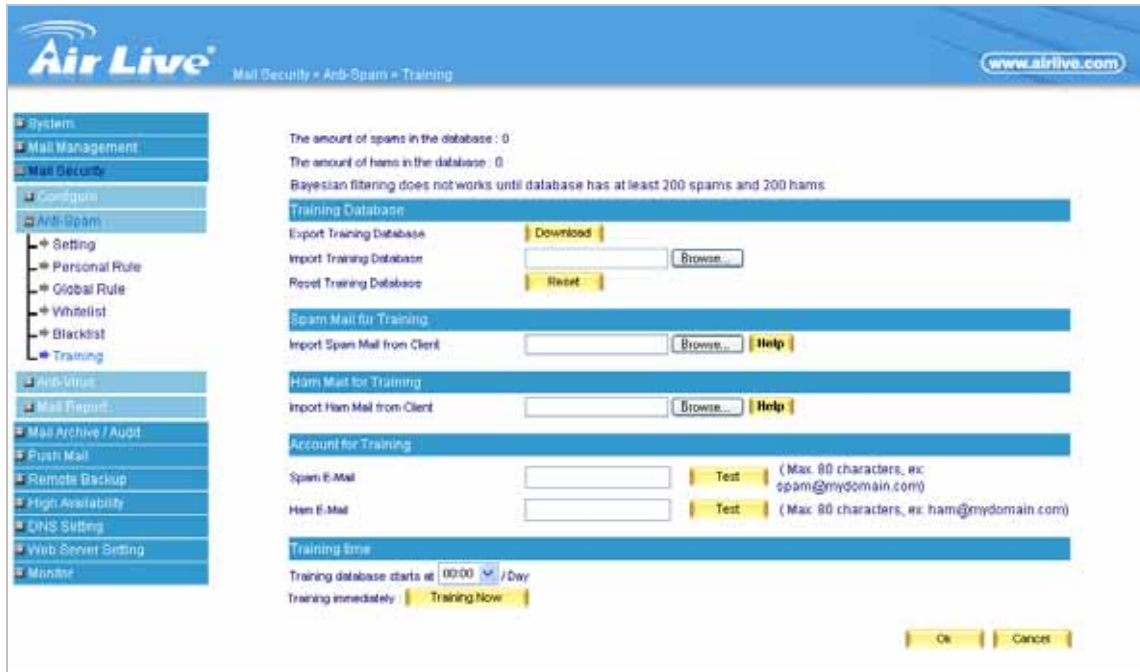 Air Live®
Mail Security > Anti-Spam > Training
www.airlive.com
System
Mail Management
Mail Security
Configure
Anti-Spam
Setting
Personal Rule
Global Rule
Whitelist
Blacklist
Training
Anti-Virus
Mail Report
Mail Archive / Audit
Push Mail
Remote Backup
High Availability
DNS Setting
Web Server Setting
Monitor
The amount of spams in the database : 0
The amount of hams in the database : 0
Bayesian filtering does not works until database has at least 200 spams and 200 hams
Training Database
Export Training Database Download
Import Training Database Browse...
Reset Training Database Reset
Spam Mail for Training
Import Spam Mail from Client Browse... Help
Ham Mail for Training
Import Ham Mail from Client Browse... Help
Account for Training
Spam E-Mail Test ( Max. 80 characters, ex:
spam@mydomain.com)
Ham E-Mail Test ( Max. 80 characters, ex: ham@mydomain.com)
Training time
Training database starts at 00:00 / Day
Training immediately : Training Now
Ok Cancel